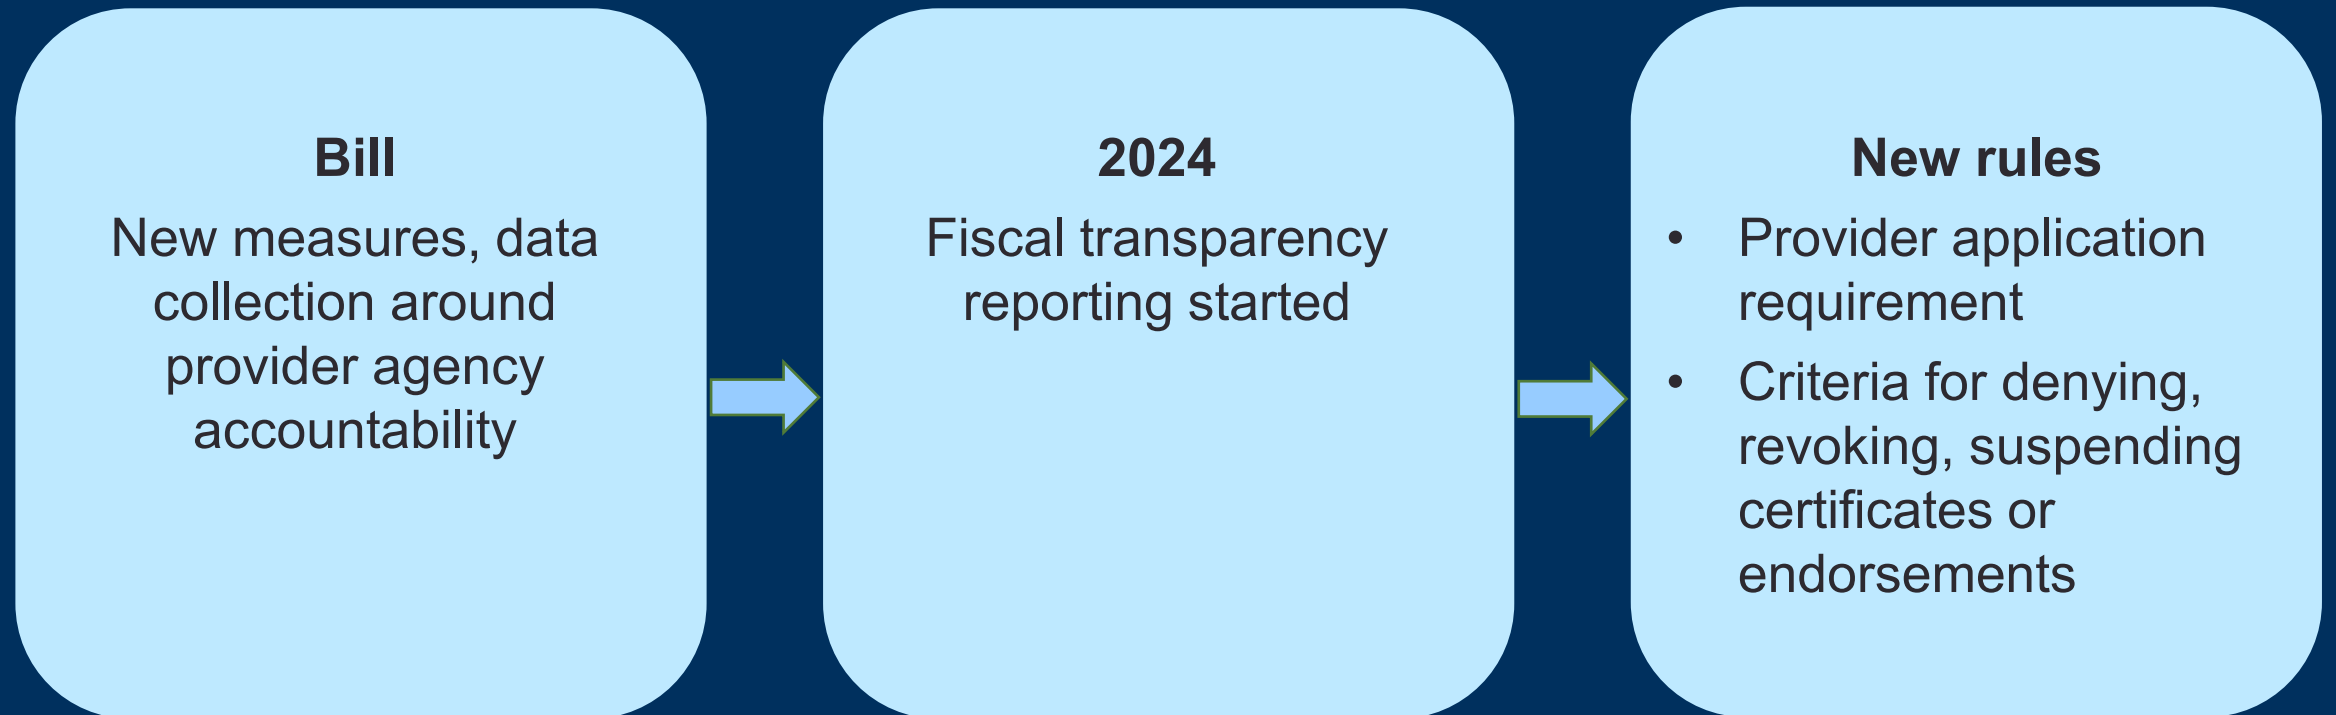 Bill
New measures, data
collection around
provider agency
accountability
2024
Fiscal transparency
reporting started
New rules
• Provider application
requirement
• Criteria for denying,
revoking, suspending
certificates or
endorsements